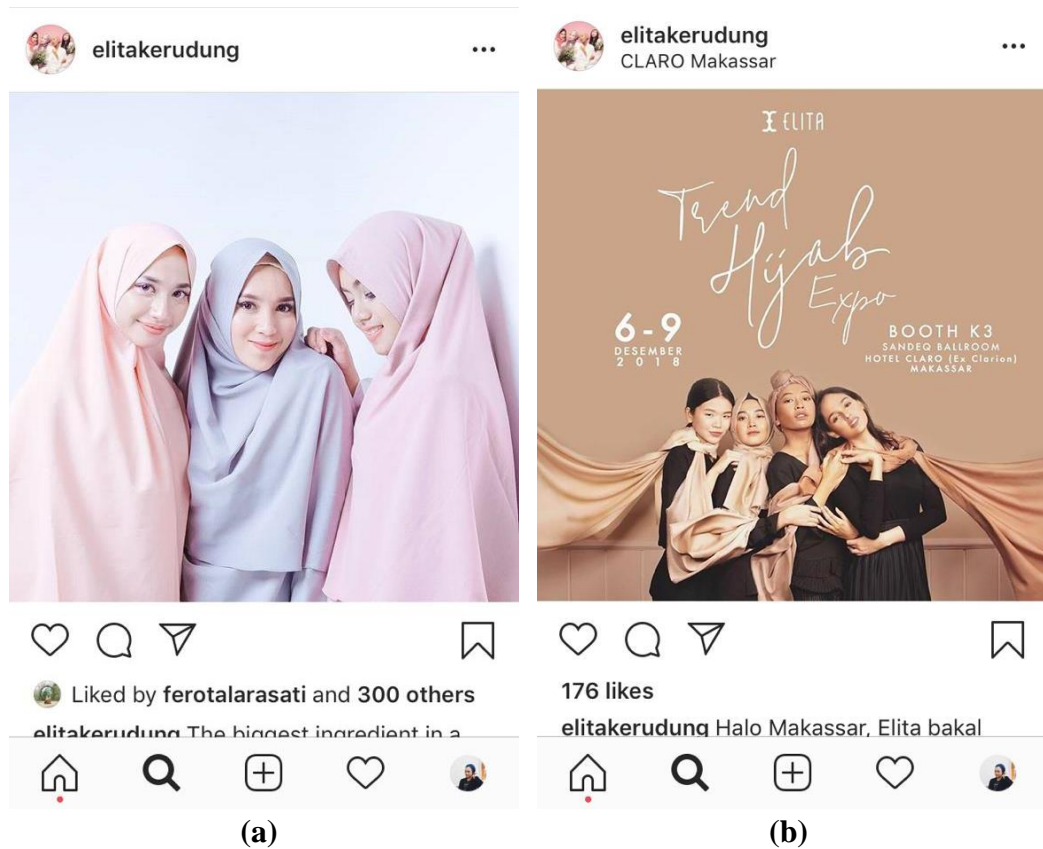 elitakerudung
Liked by ferotalarasati and 300 others
elitakerudung The biggest ingredient in a
(a)
elitakerudung
CLARO Makassar
ELITA
Trend
Hijab
Expo
6 - 9
DESEMBER
2018
BOOTH K3
SANDEQ BALLROOM
HOTEL CLARO (Ex Clarion)
MAKASSAR
176 likes
elitakerudung Halo Makassar, Elita bakal
(b)